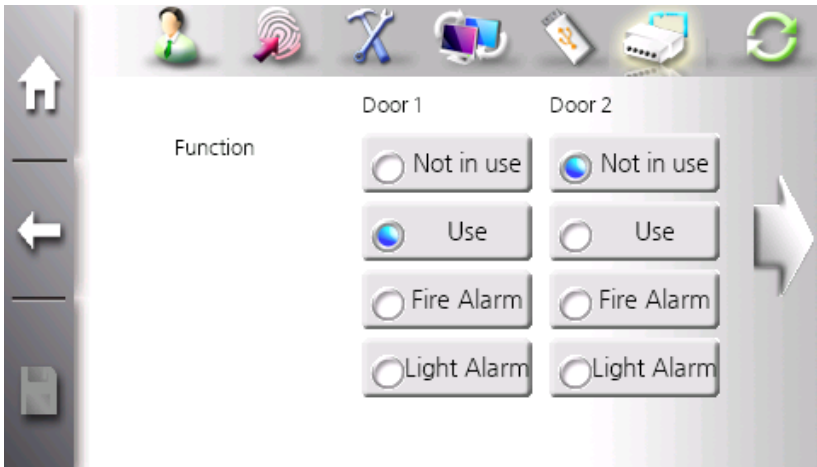 Door 1 Door 2
Function
Not in use Not in use
Use Use
Fire Alarm Fire Alarm
Light Alarm Light Alarm